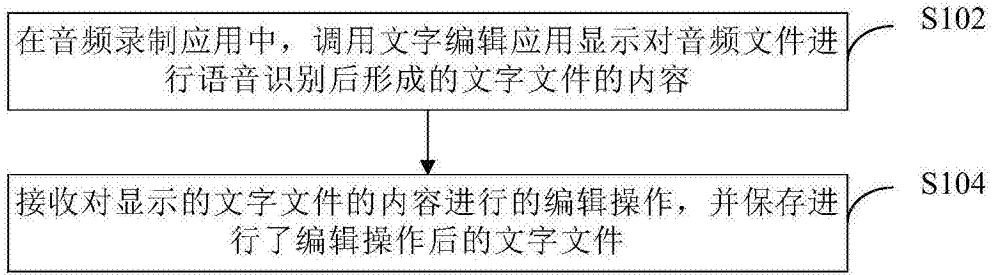 S102
在音频录制应用中，调用文字编辑应用显示对音频文件进
行语音识别后形成的文字文件的内容
S104
接收对显示的文字文件的内容进行的编辑操作，并保存进
行了编辑操作后的文字文件